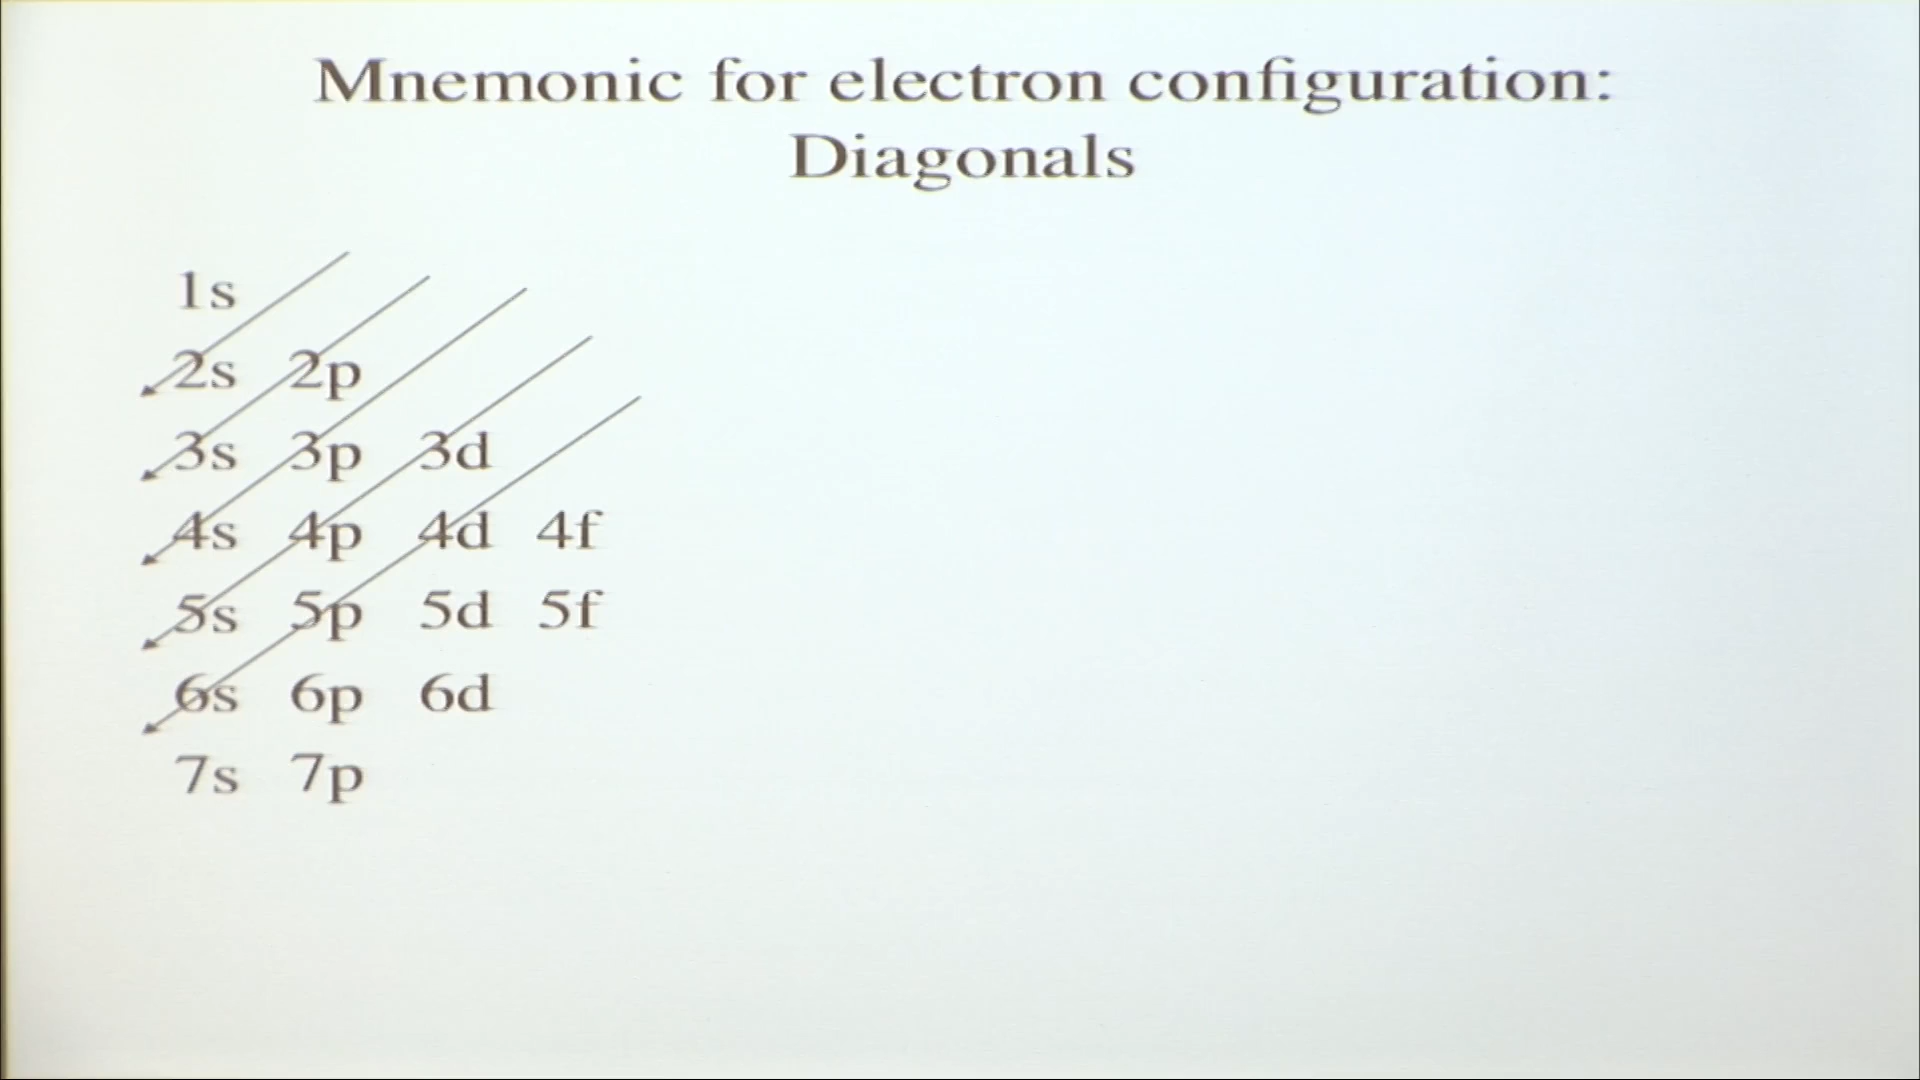 Mnemonic for electron configuration:
Diagonals
1s
2s 2p
3s 3p 3d
4s 4p 4d 4f
5s 5p 5d 5f
6s 6p 6d
7s 7p